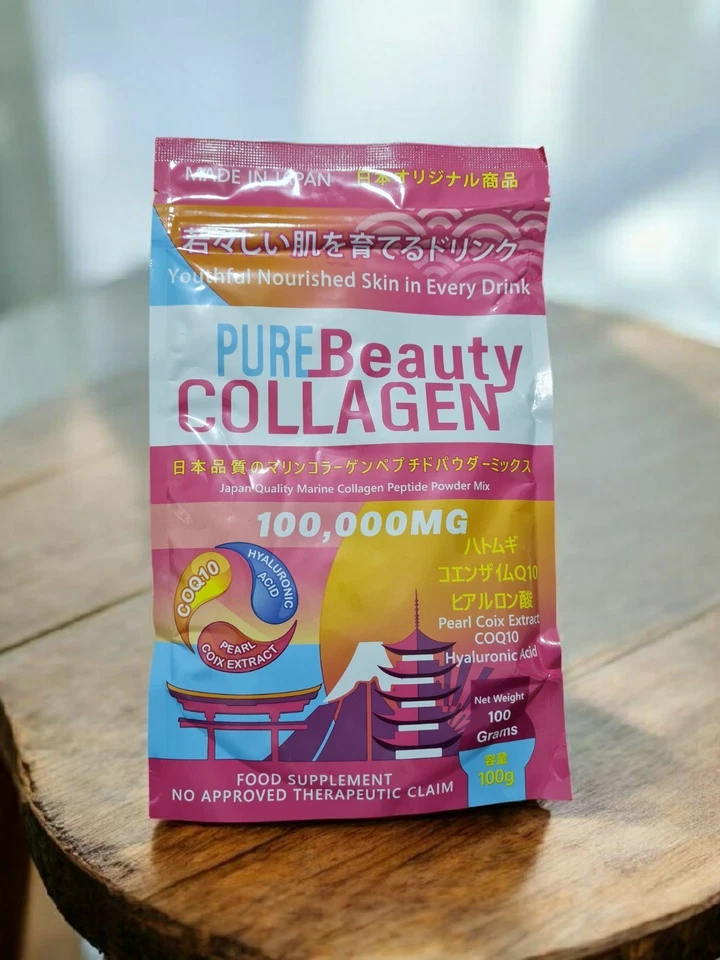 MADE IN JAPAN 日本オリジナル商品
若々しい肌を育てるドリンク
Youthful Nourished Skin in Every Drink
PURE Beauty
COLLAGEN
日本品質のマリンコラーゲンペプチドパウダーミックス
Japan Quality Marine Collagen Peptide Powder Mix
100,000MG
COQ10
HYALURONIC
ACID
PEARL
COIX EXTRACT
ハトムギ
コエンザイムQ10
ヒアルロン酸
Pearl Coix Extract
COQ10
Hyaluronic Acid
Net Weight
100
Grams
容量
100g
FOOD SUPPLEMENT
NO APPROVED THERAPEUTIC CLAIM